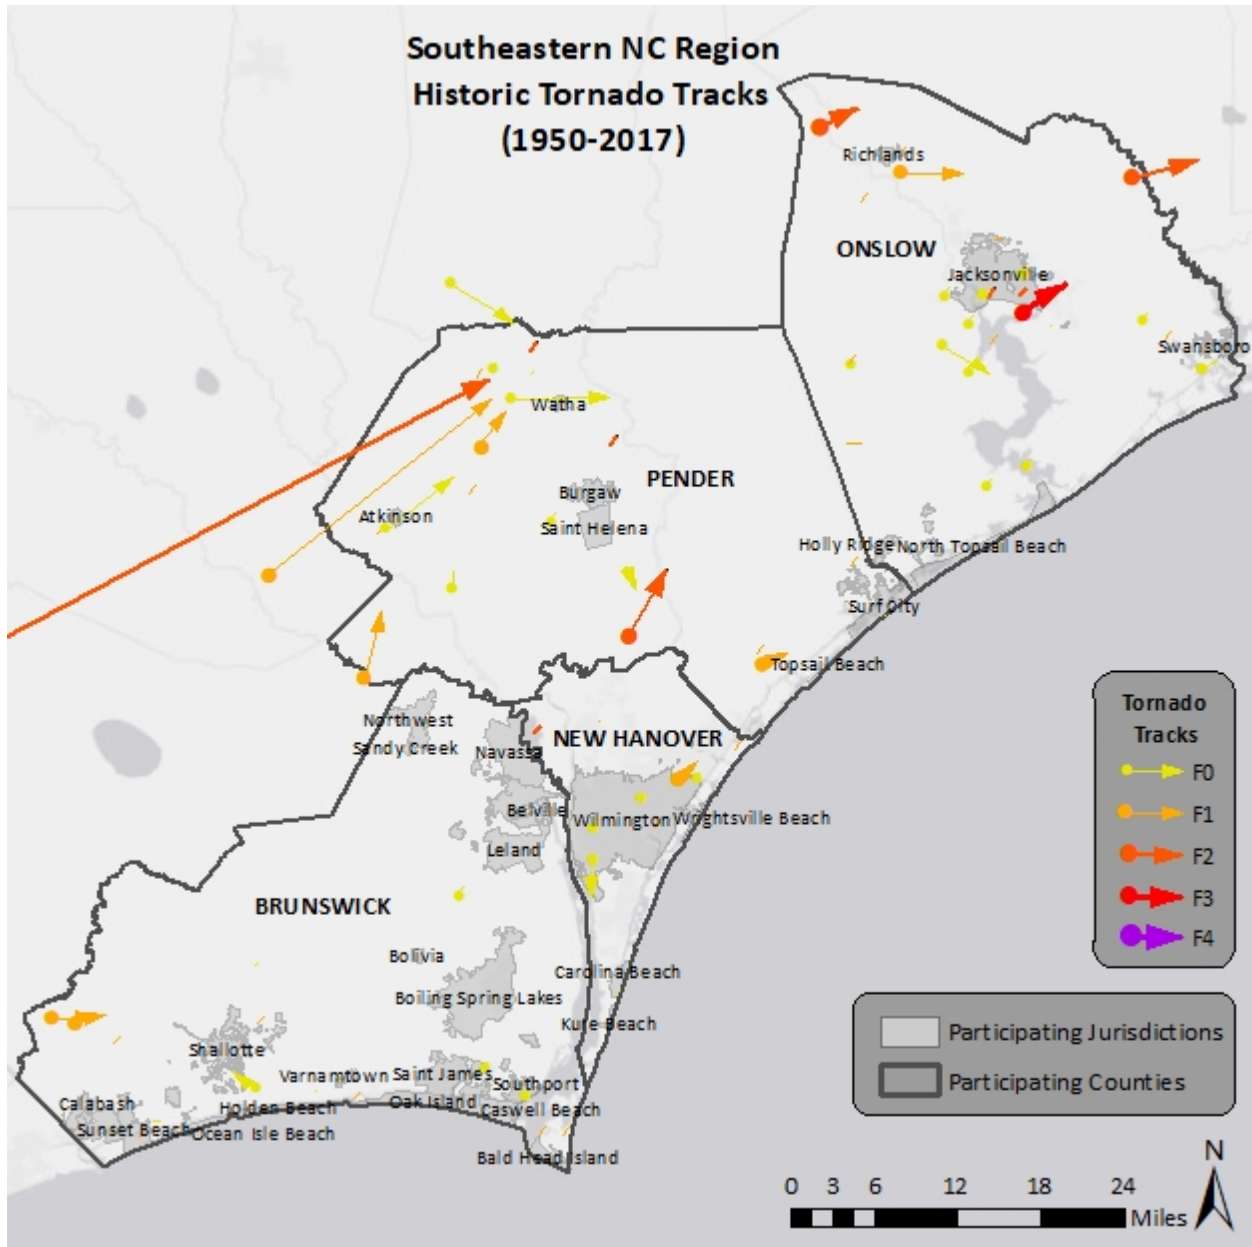 Southeastern NC Region
Historic Tornado Tracks
(1950-2017)
Richlands
ONSLOW
Jacksonville
Swansboro
Watha
PENDER
Burgaw
Atkinson
Saint Helena
Holly Ridge
North Topsail Beach
Surf City
Topsail Beach
Northwest
Sandy Creek
Navassa
NEW HANOVER
Belville
Wilmington
Wrightsville Beach
Leland
BRUNSWICK
Bolivia
Carolina Beach
Boiling Spring Lakes
Kure Beach
Shallotte
Varnamtown
Saint James
Southport
Calabash
Holden Beach
Oak Island
Caswell Beach
Sunset Beach
Ocean Isle Beach
Bald Head Island
Tornado
Tracks
F0
F1
F2
F3
F4
Participating Jurisdictions
Participating Counties
N
0 3 6 12 18 24
Miles